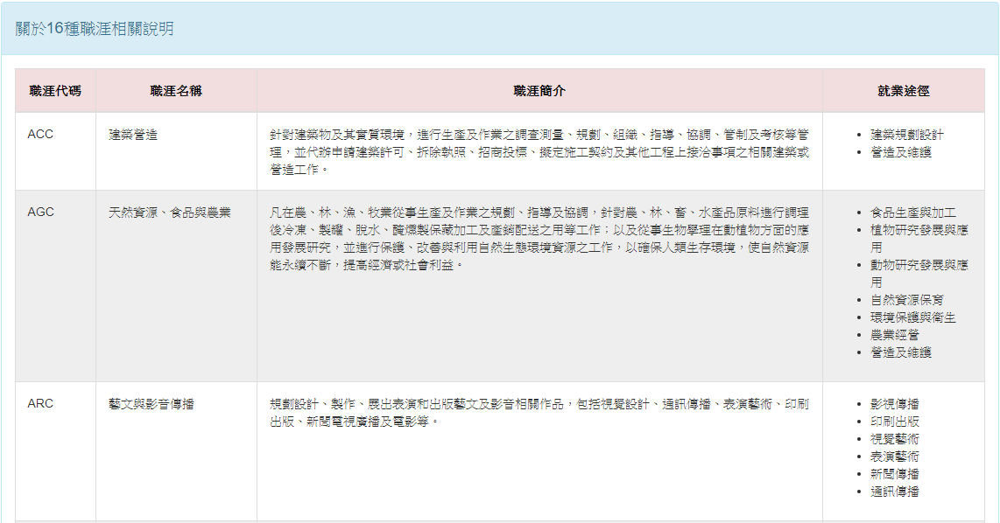 關於16種職涯相關說明
職涯代碼 職涯名稱 職涯簡介 就業途徑
ACC 建築營造
針對建築物及其實質環境，進行生產及作業之調查測量、規劃、組織、指導、協調、管制及考核等管
理，並代辦申請建築許可、拆除執照、招商投標、擬定施工契約及其他工程上接洽事項之相關建築或
營造工作。
• 建築規劃設計
• 營造及維護
AGC 天然資源、食品與農業
凡在農、林、漁、牧業從事生產及作業之規劃、指導及協調，針對農、林、畜、水產品原料進行調理
後冷凍、製罐、脫水、醃燻製保藏加工及產銷配送之用等工作；以及從事生物學理在動植物方面的應
用發展研究，並進行保護、改善與利用自然生態環境資源之工作，以確保人類生存環境，使自然資源
能永續不斷，提高經濟或社會利益。
• 食品生產與加工
• 植物研究發展與應
用
• 動物研究發展與應
用
• 自然資源保育
• 環境保護與衛生
• 農業經營
• 營造及維護
ARC 藝文與影音傳播
規劃設計、製作、展出表演和出版藝文及影音相關作品，包括視覺設計、通訊傳播、表演藝術、印刷
出版、新聞電視廣播及電影等。
• 影視傳播
• 印刷出版
• 視覺藝術
• 表演藝術
• 新聞傳播
• 通訊傳播